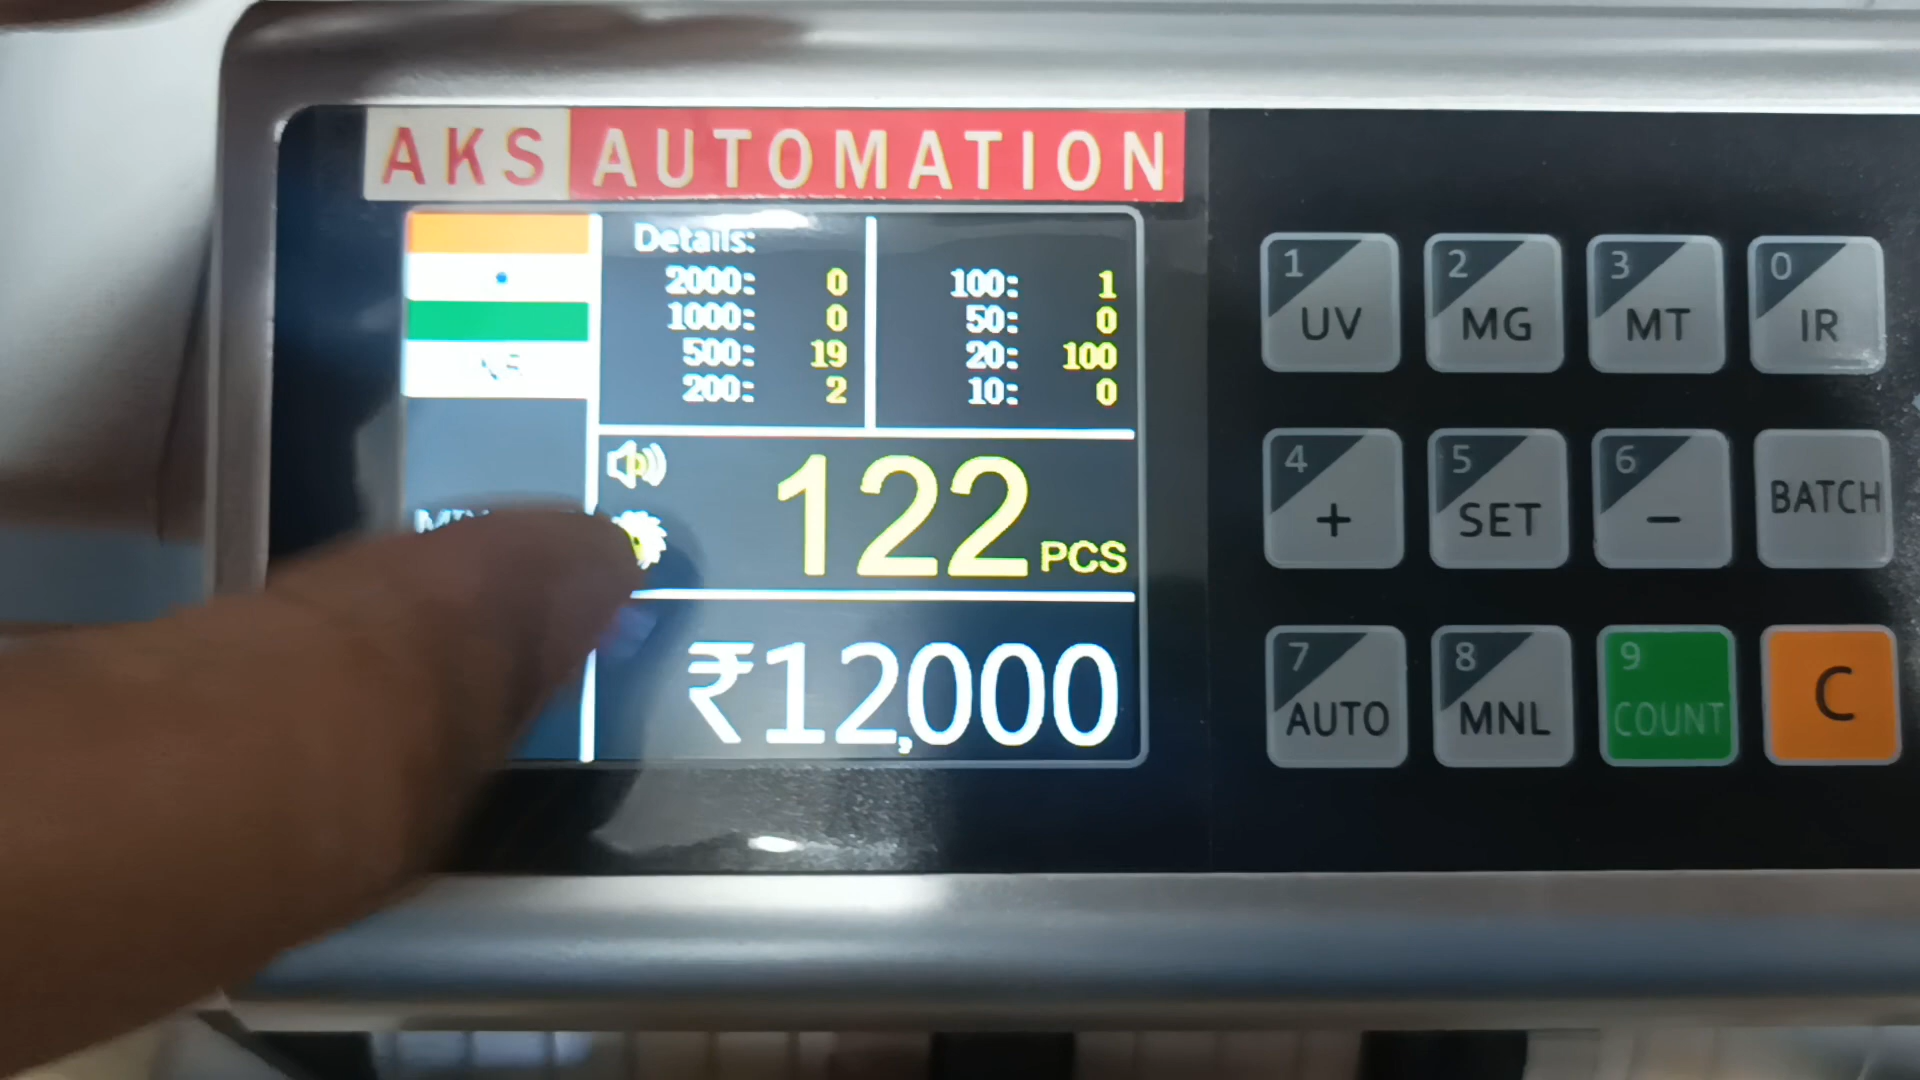 AKS AUTOMATION
Details:
2000: 0
1000: 0
500: 19
200: 2
100: 1
50: 0
20: 100
10: 0
122 PCS
₹12,000
1 UV
2 MG
3 MT
0 IR
4 +
5 SET
6 -
BATCH
7 AUTO
8 MNL
9 COUNT
C